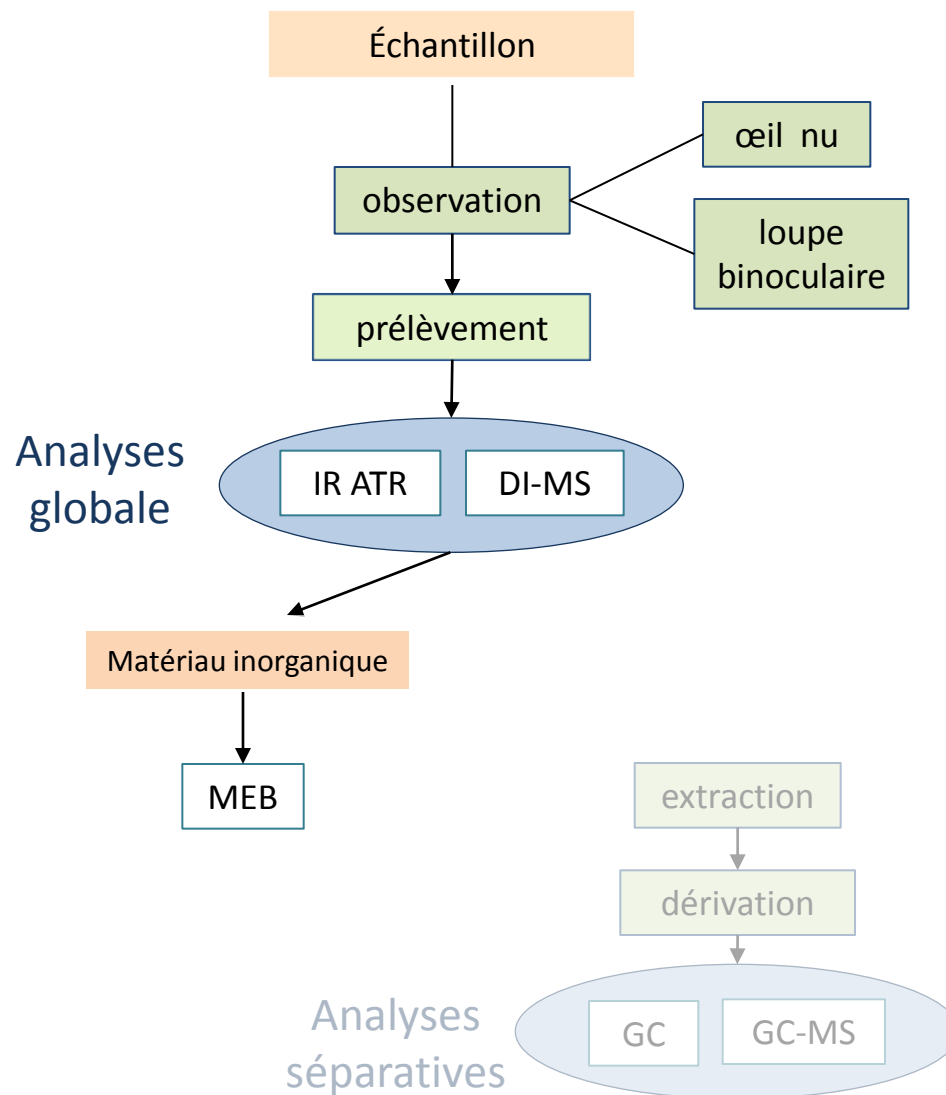 Échantillon
œil nu
observation
loupe
binoculaire
prélèvement
Analyses
globale
IR ATR
DI-MS
Matériau inorganique
MEB
extraction
dérivation
Analyses
séparatives
GC
GC-MS